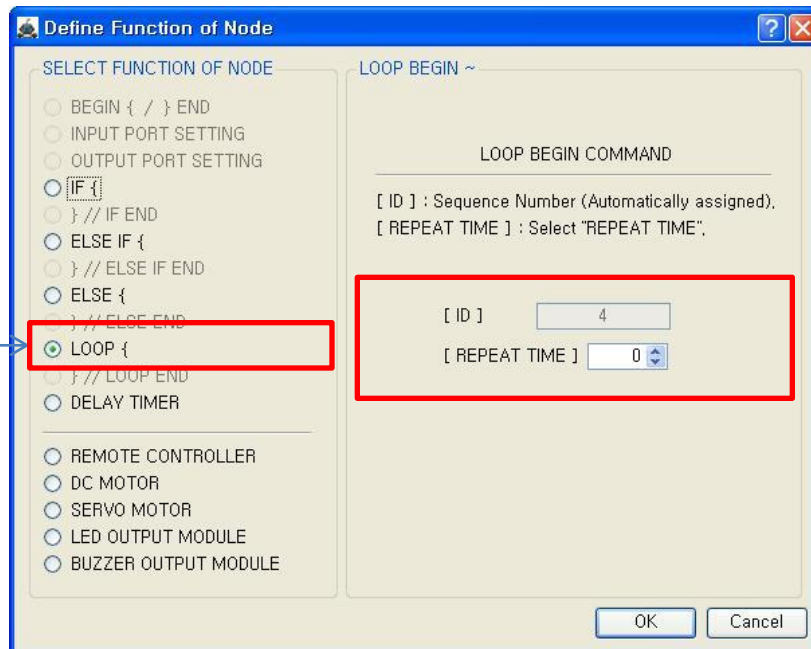 Define Function of Node
SELECT FUNCTION OF NODE
BEGIN { / } END
INPUT PORT SETTING
OUTPUT PORT SETTING
IF {
} // IF END
ELSE IF {
} // ELSE IF END
ELSE {
} // ELSE END
LOOP {
} // LOOP END
DELAY TIMER
REMOTE CONTROLLER
DC MOTOR
SERVO MOTOR
LED OUTPUT MODULE
BUZZER OUTPUT MODULE
LOOP BEGIN ~
LOOP BEGIN COMMAND
[ ID ] : Sequence Number (Automatically assigned),
[ REPEAT TIME ] : Select "REPEAT TIME",
[ ID ] 4
[ REPEAT TIME ] 0
OK Cancel